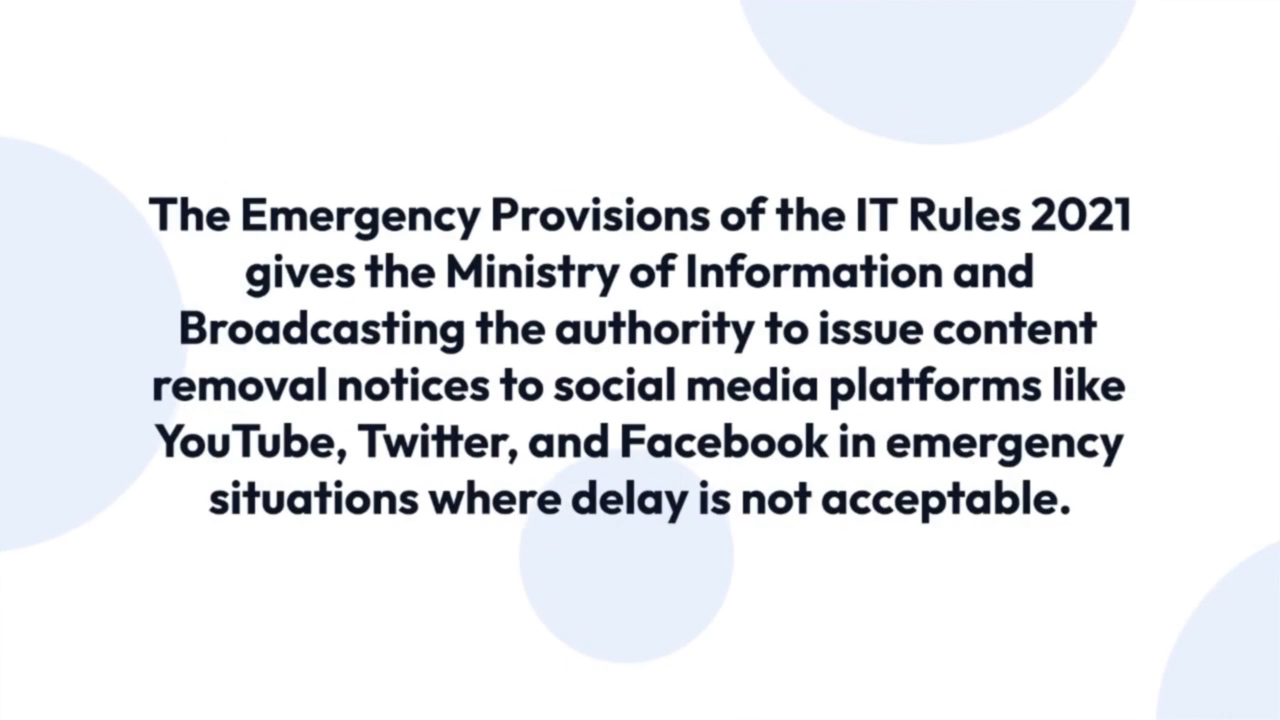 The Emergency Provisions of the IT Rules 2021
gives the Ministry of Information and
Broadcasting the authority to issue content
removal notices to social media platforms like
YouTube, Twitter, and Facebook in emergency
situations where delay is not acceptable.